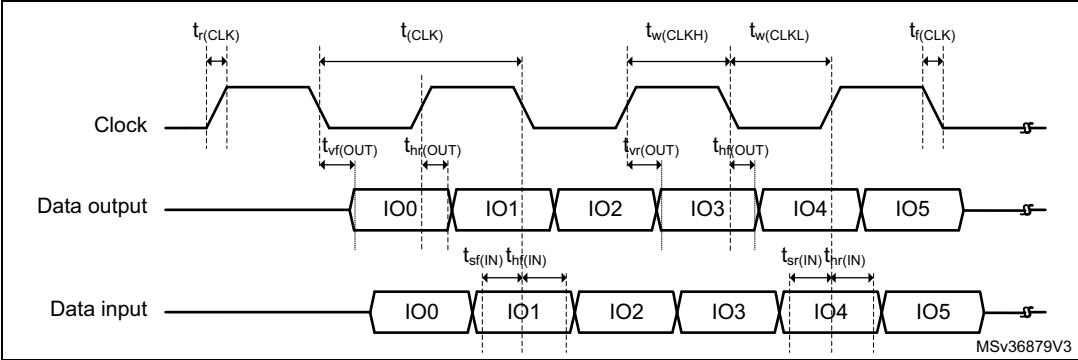 tr(CLK) t(CLK) tw(CLKH) tw(CLKL) tf(CLK)
Clock
tvf(OUT) thr(OUT) tvr(OUT) thf(OUT)
Data output IO0 IO1 IO2 IO3 IO4 IO5
tsf(IN) thf(IN) tsr(IN) thr(IN)
Data input IO0 IO1 IO2 IO3 IO4 IO5
MSv36879V3